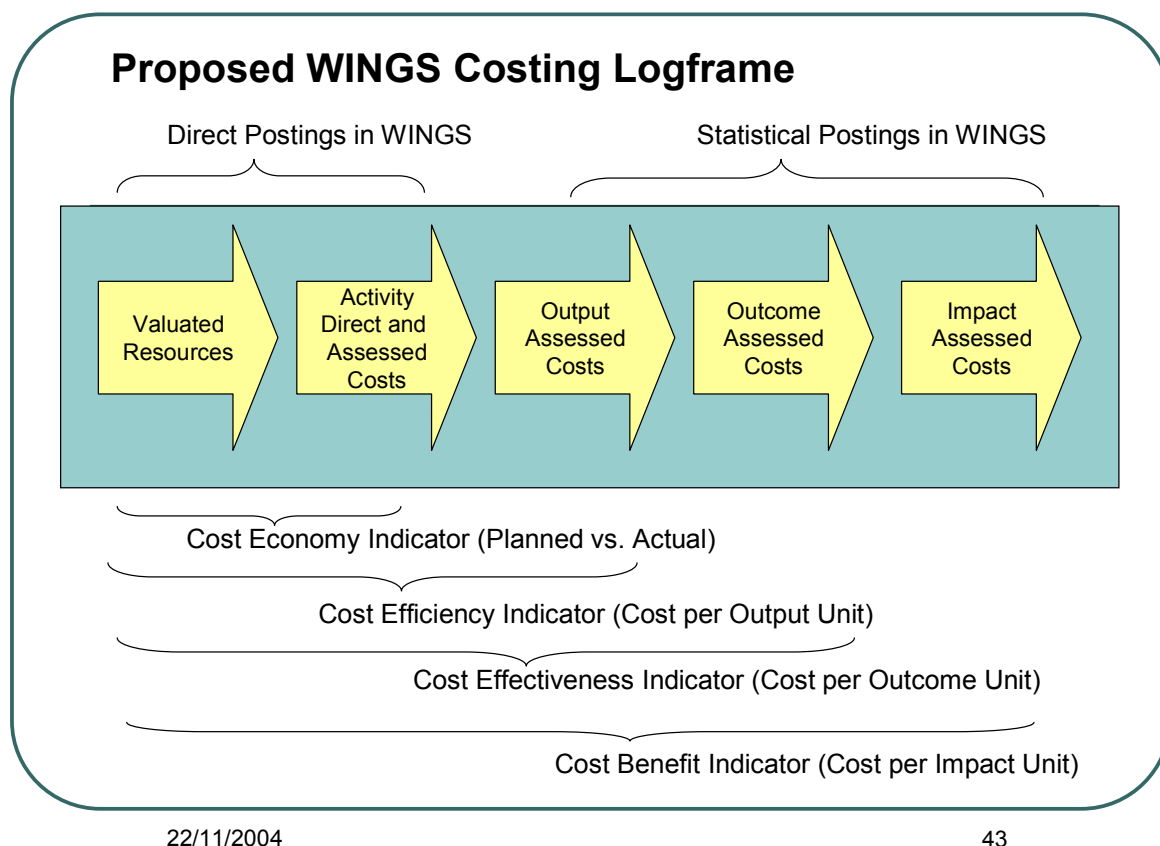 Proposed WINGS Costing Logframe
Direct Postings in WINGS
Statistical Postings in WINGS
Valuated
Resources
Activity
Direct and
Assessed
Costs
Output
Assessed
Costs
Outcome
Assessed
Costs
Impact
Assessed
Costs
Cost Economy Indicator (Planned vs. Actual)
Cost Efficiency Indicator (Cost per Output Unit)
Cost Effectiveness Indicator (Cost per Outcome Unit)
Cost Benefit Indicator (Cost per Impact Unit)
22/11/2004
43